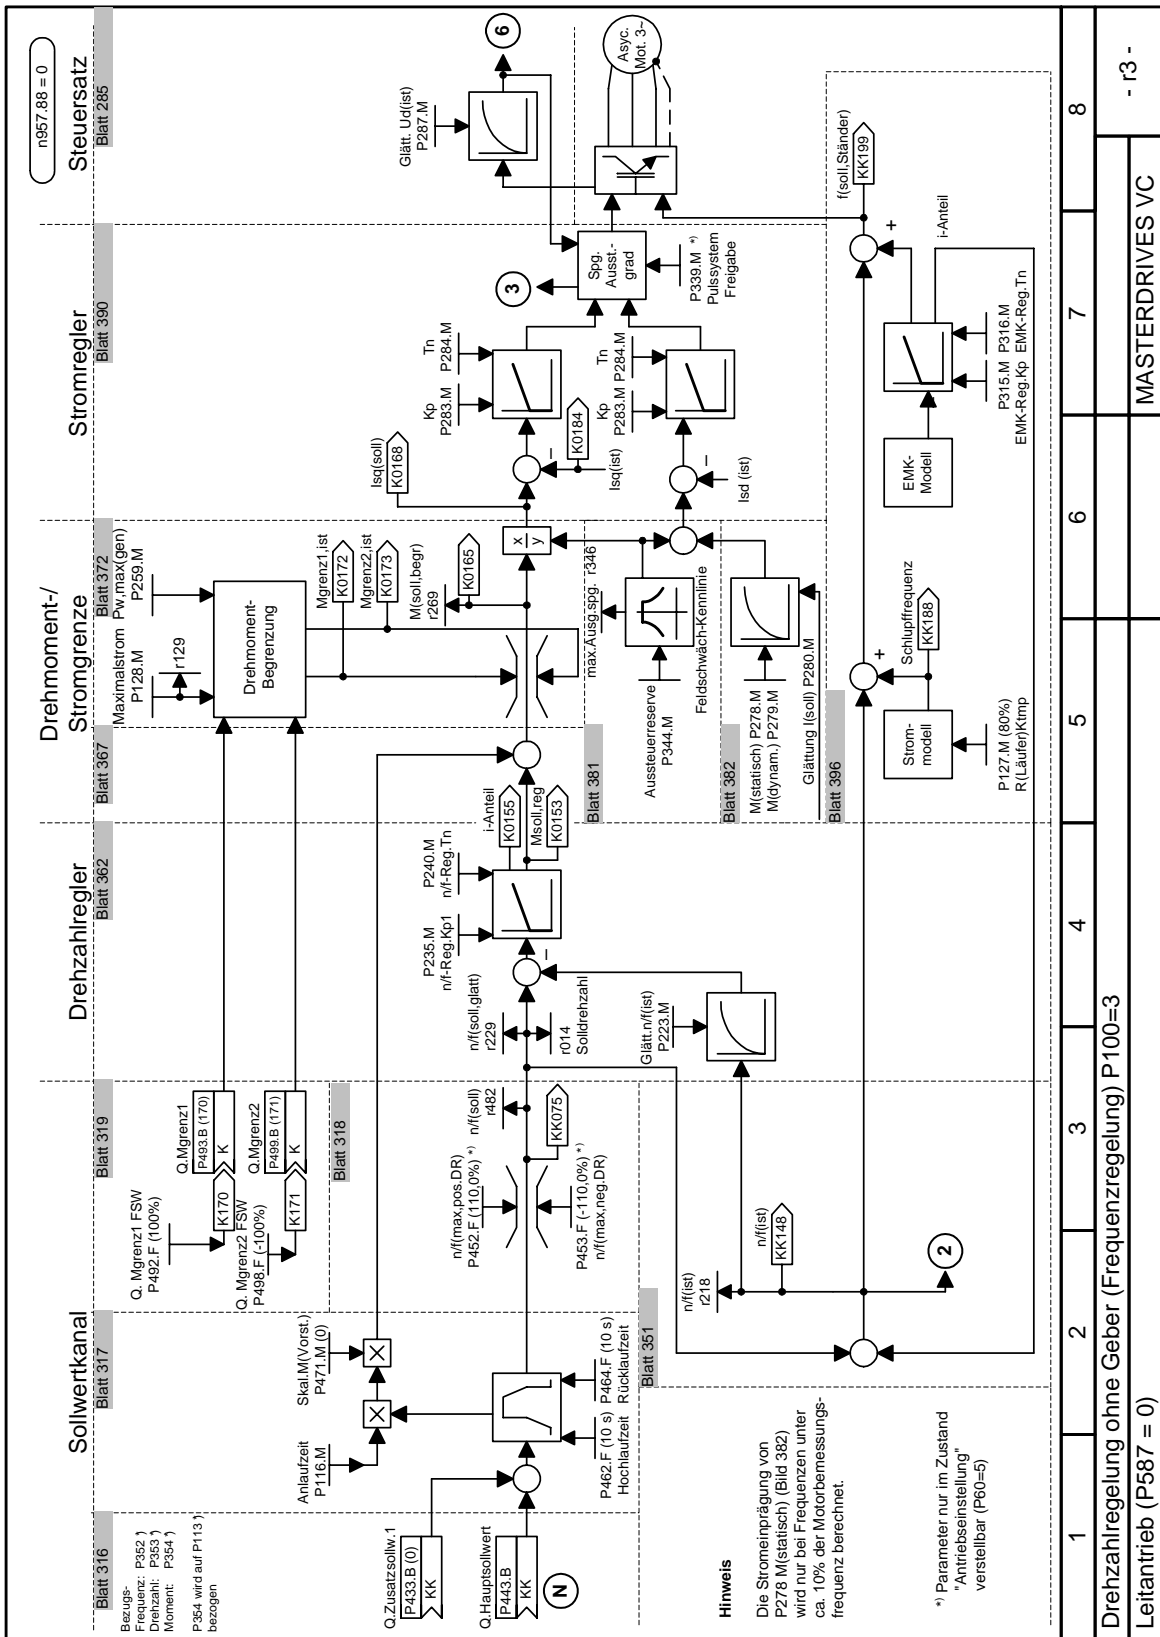 n957.88 = 0
Sollwertkanal
Drehzahlregler
Drehmoment-/
Stromgrenze
Stromregler
Steuersatz
Blatt 316
Blatt 317
Blatt 319
Blatt 362
Blatt 367
Blatt 372
Blatt 390
Blatt 285
Bezugs-
Frequenz: P352 *)
Drehzahl: P353 *)
Moment: P354 *)
P354 wird auf P113 *)
bezogen
Q.Zusatzsollw.1
P433.B (0)
KK
Q.Hauptsollwert
P443.B
KK
N
Anlaufzeit
P116.M
Skal.M(Vorst.)
P471.M (0)
P462.F (10 s)
Hochlaufzeit
P464.F (10 s)
Rücklaufzeit
Q. Mgrenz1 FSW
P492.F (100%)
K170
Q.Mgrenz1
P493.B (170)
K
Q. Mgrenz2 FSW
P498.F (-100%)
K171
Q.Mgrenz2
P499.B (171)
K
Blatt 318
n/f(max,pos.DR)
P452.F (110,0%) *)
P453.F (-110,0%) *)
n/f(max,neg.DR)
n/f(soll)
r482
KK075
n/f(soll,glatt)
r229
r014
Solldrehzahl
P235.M
n/f-Reg.Kp1
P240.M
n/f-Reg.Tn
i-Anteil
K0155
Msoll,reg
K0153
Glätt.n/f(ist)
P223.M
Maximalstrom
P128.M
r129
Pw,max(gen)
P259.M
Drehmoment-
Begrenzung
Mgrenz1,ist
K0172
Mgrenz2,ist
K0173
M(soll,begr)
r269
K0165
x
y
Isq(soll)
K0168
Kp
P283.M
Tn
P284.M
K0184
Isq(ist)
Kp
P283.M
Tn
P284.M
Isd (ist)
3
Spg.
Ausst.-
grad
P339.M *)
Pulssystem
Freigabe
Glätt. Ud(ist)
P287.M
6
Asyc.
Mot. 3~
Blatt 381
Aussteuerreserve
P344.M
max.Ausg.spg. r346
Feldschwäch-Kennlinie
Blatt 382
M(statisch) P278.M
M(dynam.) P279.M
Glättung I(soll) P280.M
Blatt 396
Schlupffrequenz
KK188
Strom-
modell
P127.M (80%)
R(Läufer)Ktmp
EMK-
Modell
P315.M
EMK-Reg.Kp
P316.M
EMK-Reg.Tn
i-Anteil
f(soll,Ständer)
KK199
Blatt 351
n/f(ist)
r218
n/f(ist)
KK148
2
Hinweis
Die Stromeinprägung von
P278 M(statisch) (Bild 382)
wird nur bei Frequenzen unter
ca. 10% der Motorbemessungs-
frequenz berechnet.
*) Parameter nur im Zustand
"Antriebseinstellung"
verstellbar (P60=5)
1 2 3 4 5 6 7 8
Drehzahlregelung ohne Geber (Frequenzregelung) P100=3
Leitantrieb (P587 = 0)
MASTERDRIVES VC
- r3 -